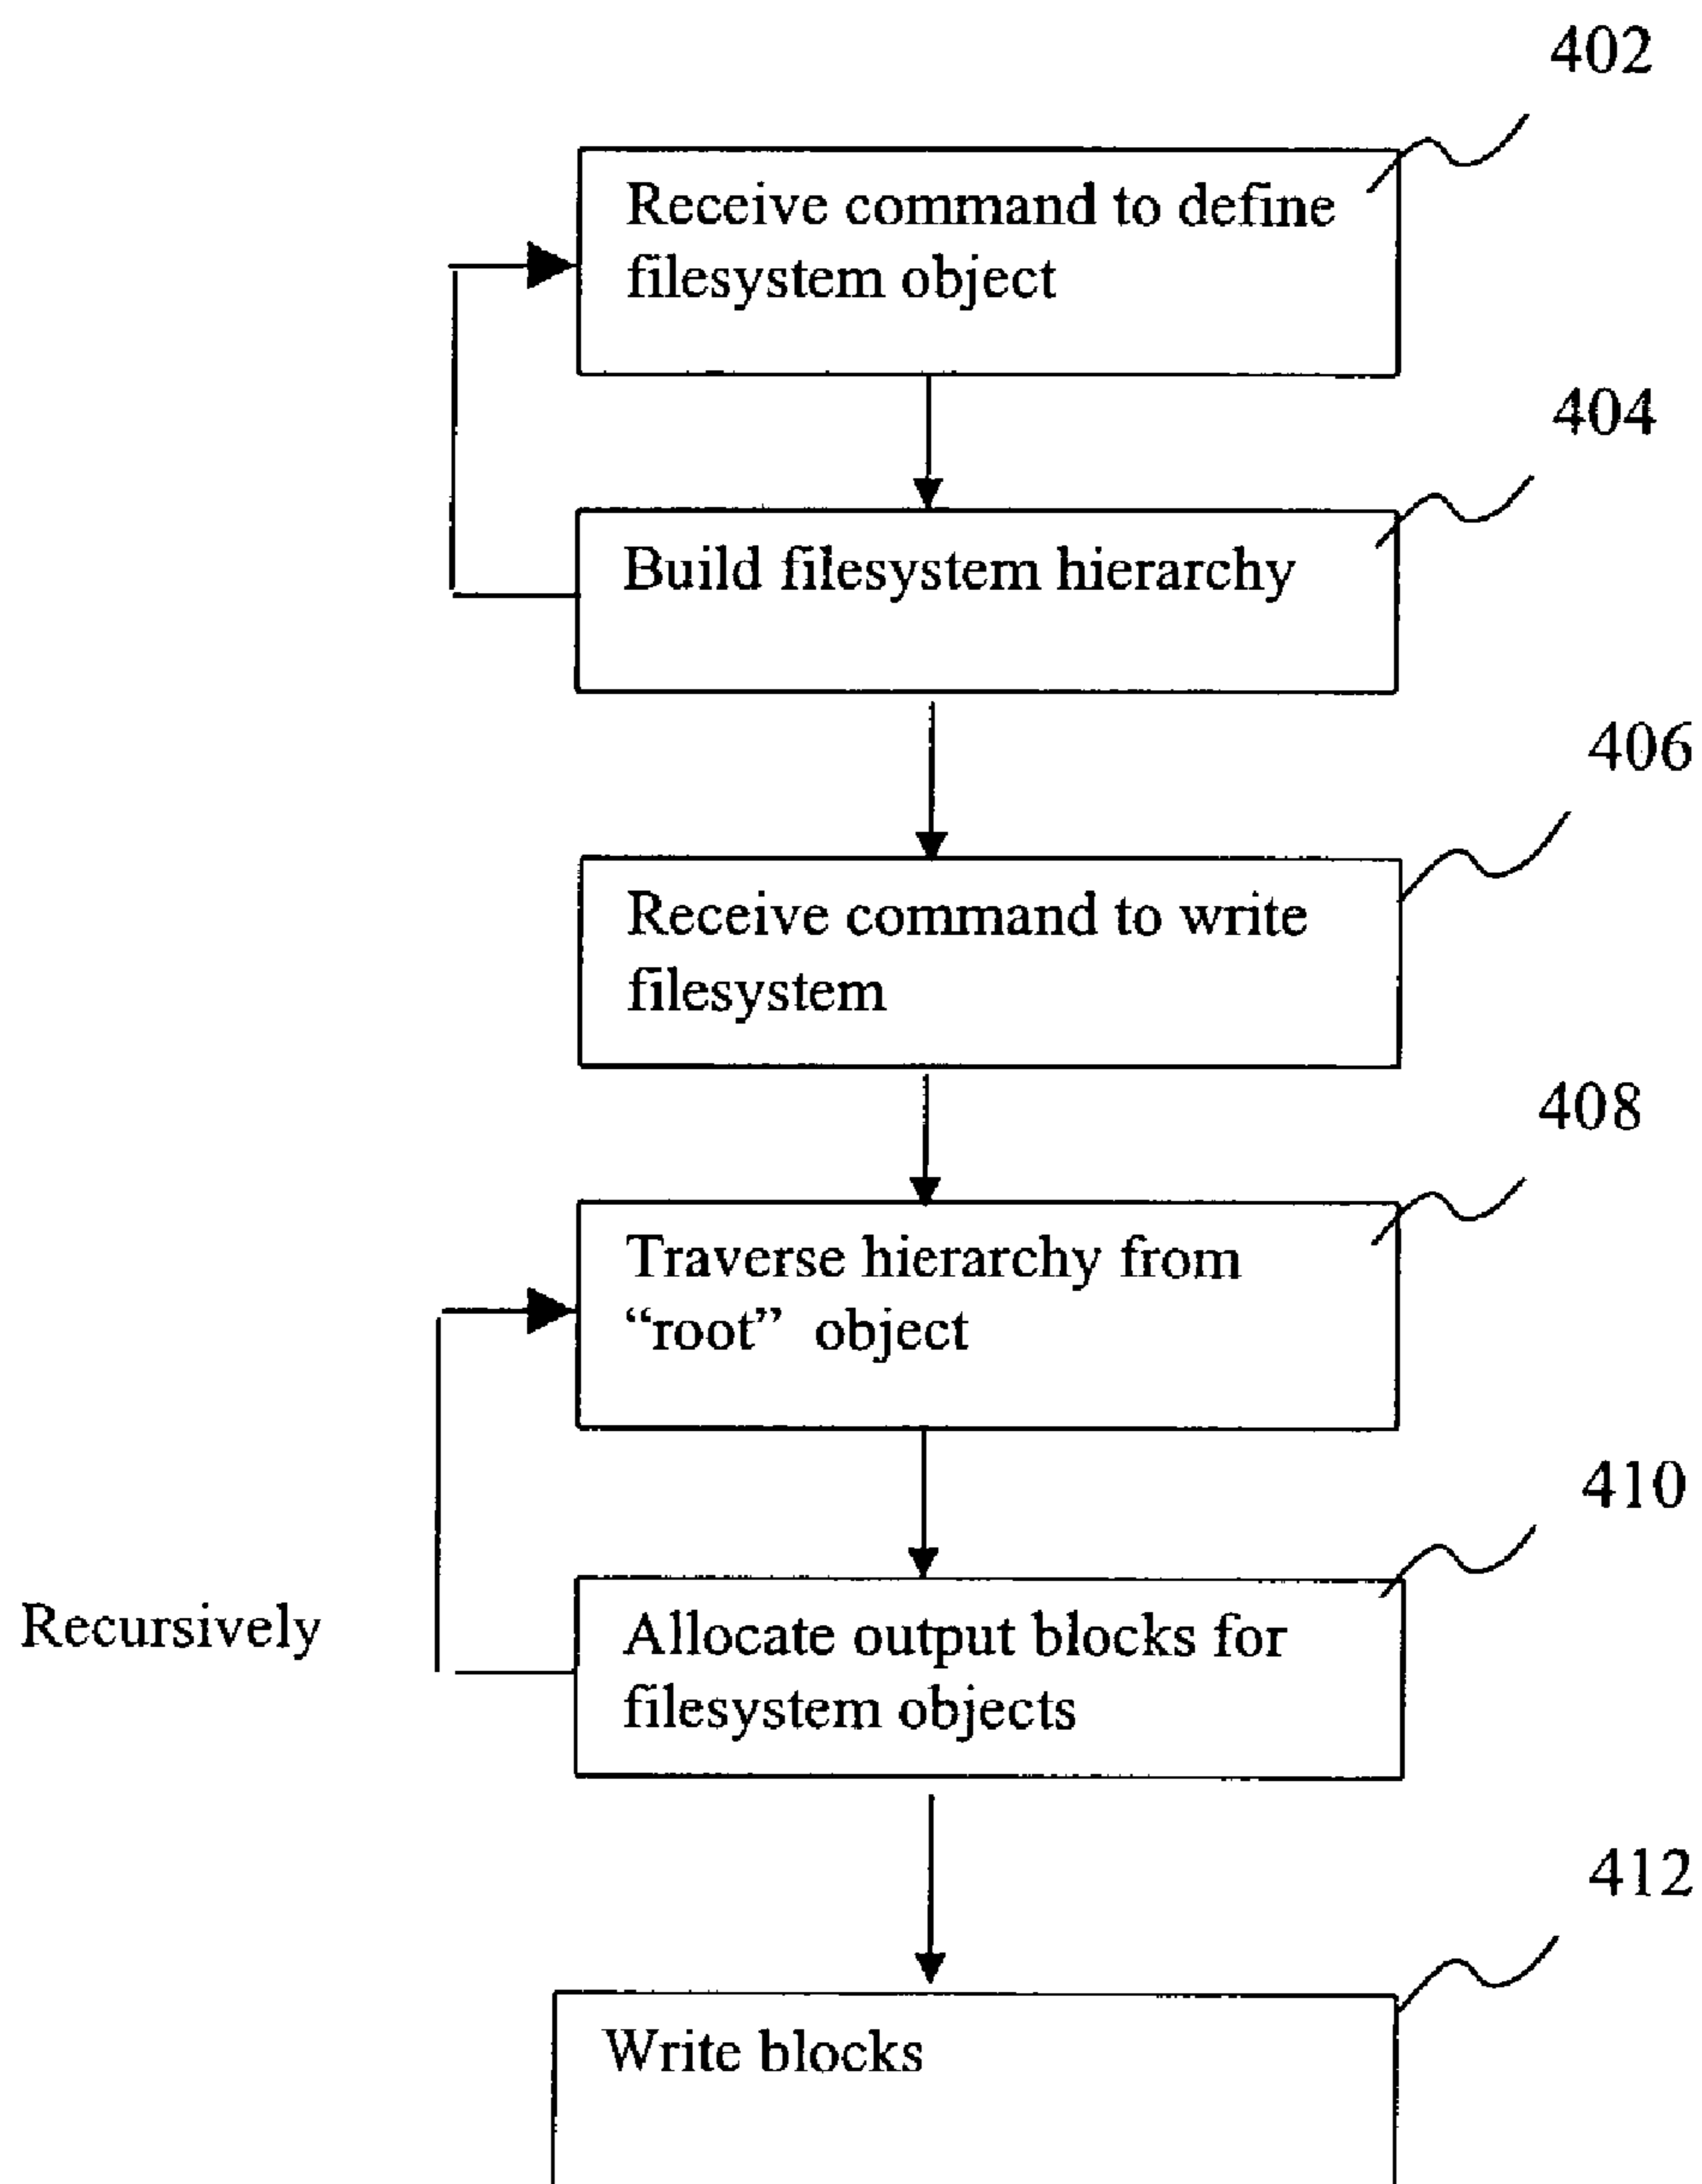 402
Receive command to define
filesystem object
404
Build filesystem hierarchy
406
Receive command to write
filesystem
408
Traverse hierarchy from
“root” object
410
Recursively
Allocate output blocks for
filesystem objects
412
Write blocks